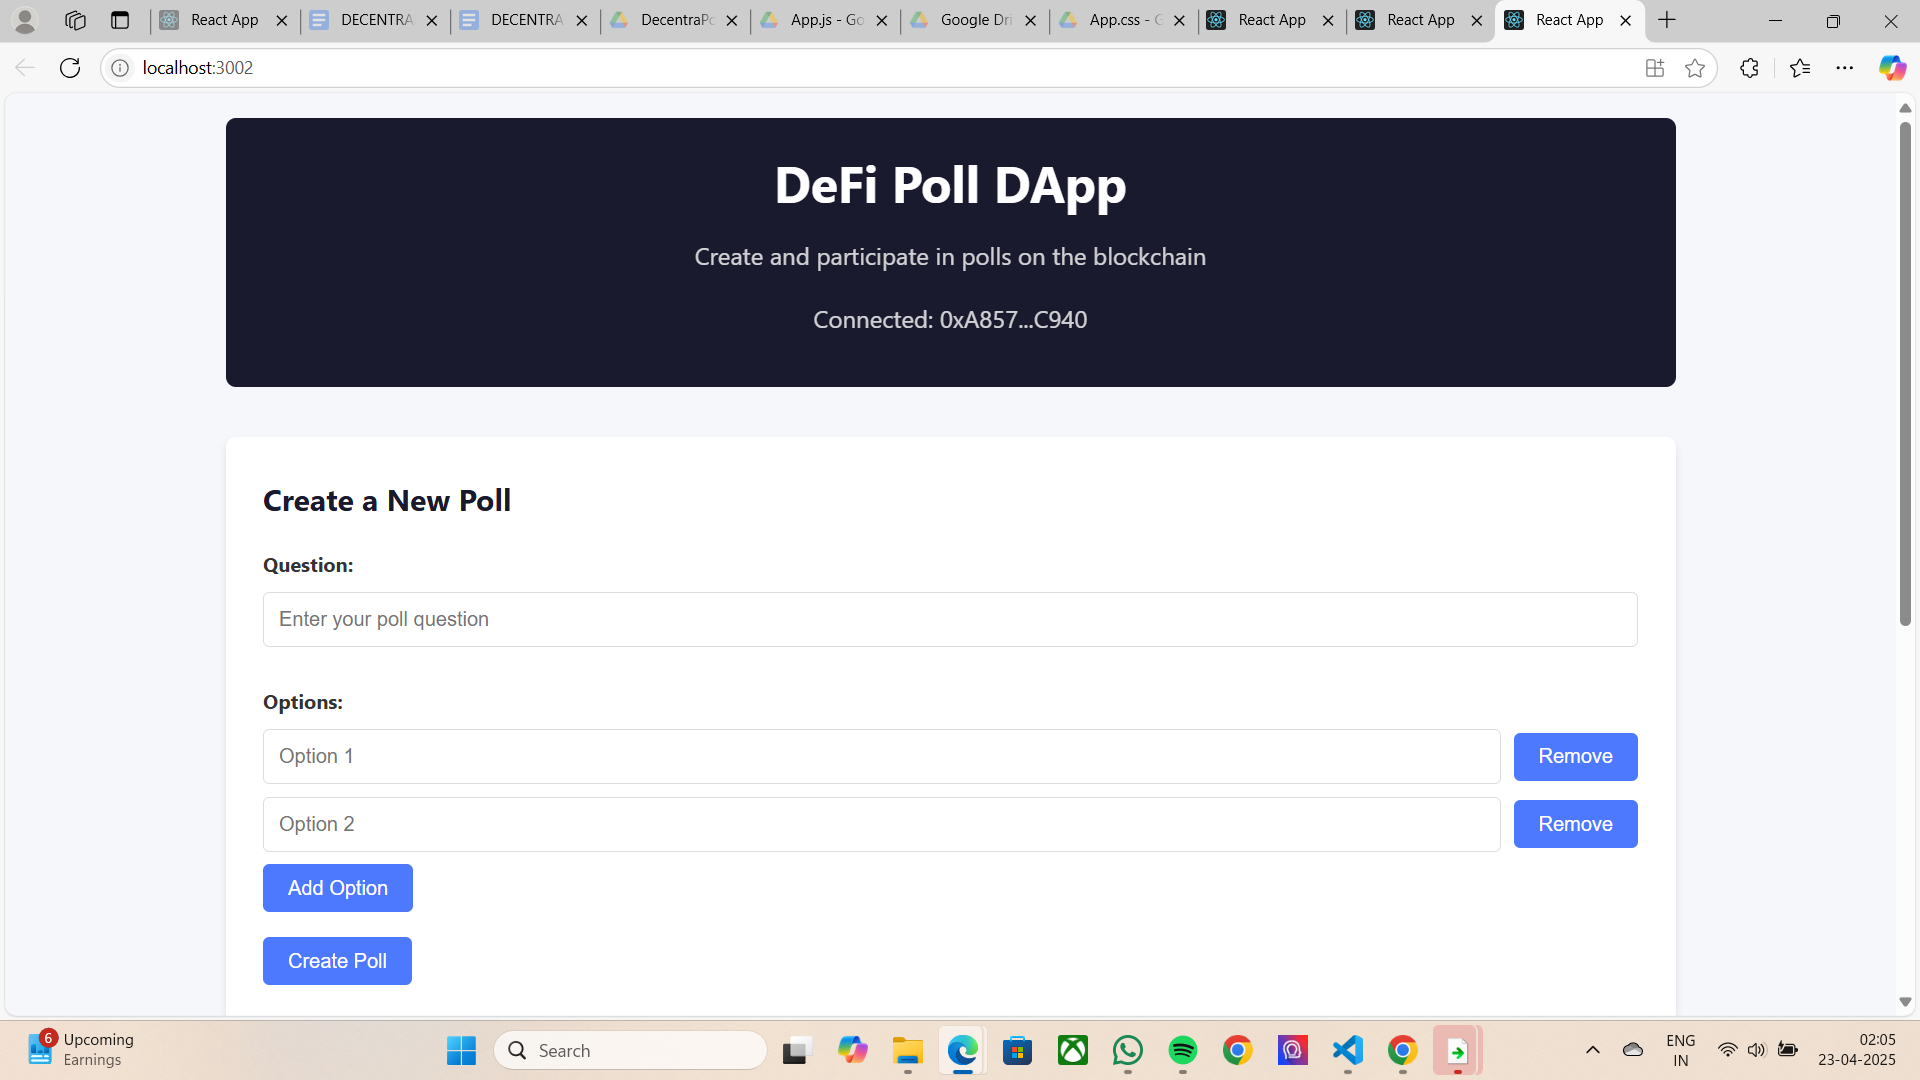 React App
DECENTRA
DECENTRA
DecentraPo
App.js - Go
Google Dri
App.css - G
React App
React App
React App
localhost:3002
DeFi Poll DApp
Create and participate in polls on the blockchain
Connected: 0xA857...C940
Create a New Poll
Question:
Enter your poll question
Options:
Option 1
Remove
Option 2
Remove
Add Option
Create Poll
6
Upcoming
Earnings
Search
ENG
IN
02:05
23-04-2025